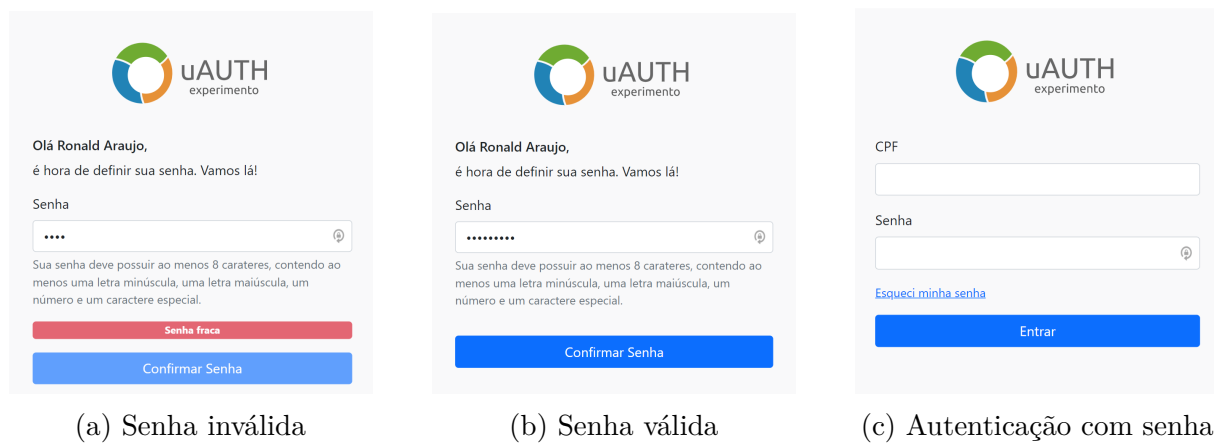 uAUTH
experimento
Olá Ronald Araujo,
é hora de definir sua senha. Vamos lá!
Senha
••••
Sua senha deve possuir ao menos 8 carateres, contendo ao
menos uma letra minúscula, uma letra maiúscula, um
número e um caractere especial.
Senha fraca
Confirmar Senha
(a) Senha inválida
uAUTH
experimento
Olá Ronald Araujo,
é hora de definir sua senha. Vamos lá!
Senha
•••••••••
Sua senha deve possuir ao menos 8 carateres, contendo ao
menos uma letra minúscula, uma letra maiúscula, um
número e um caractere especial.
Confirmar Senha
(b) Senha válida
uAUTH
experimento
CPF
Senha
Esqueci minha senha
Entrar
(c) Autenticação com senha